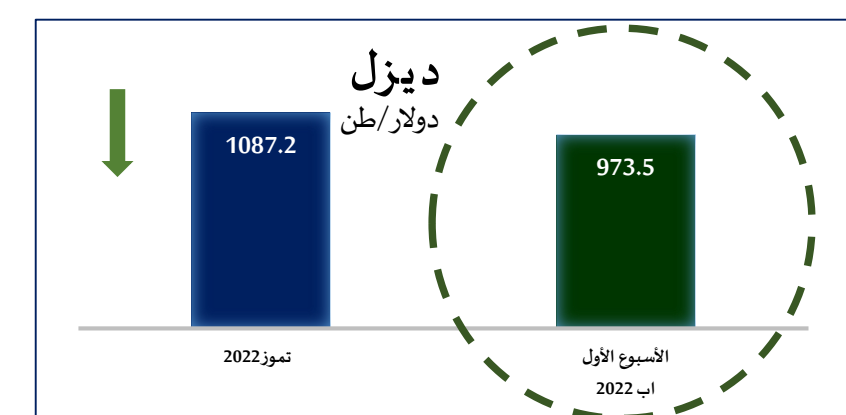 ديزل
دولار/طن
1087.2
973.5
تموز2022
الأسبوع الأول
اب 2022